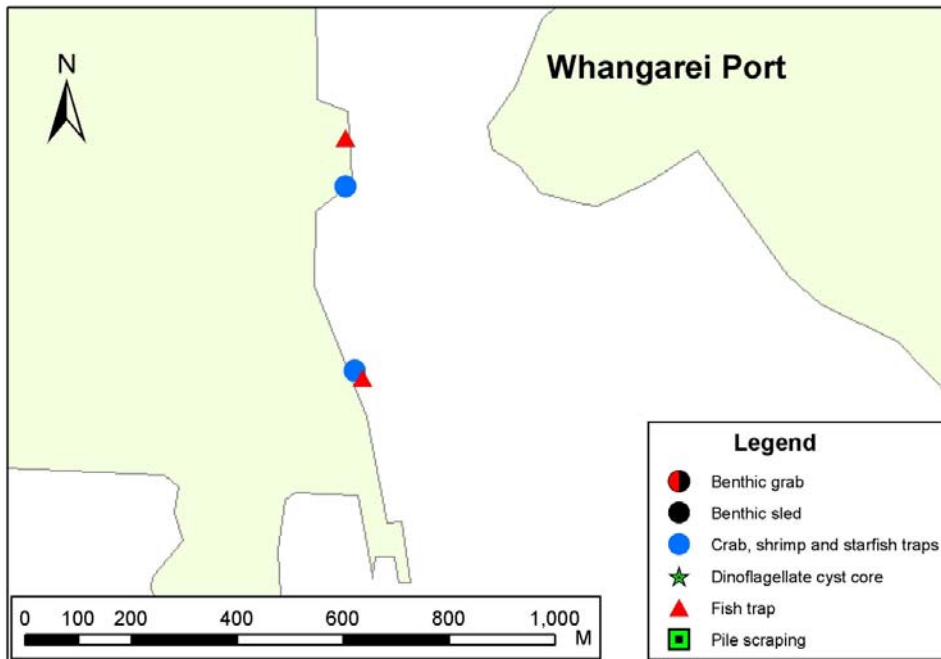 N
Whangarei Port
Legend
Benthic grab
Benthic sled
Crab, shrimp and starfish traps
Dinoflagellate cyst core
Fish trap
Pile scraping
0 100 200 400 600 800 1,000
M